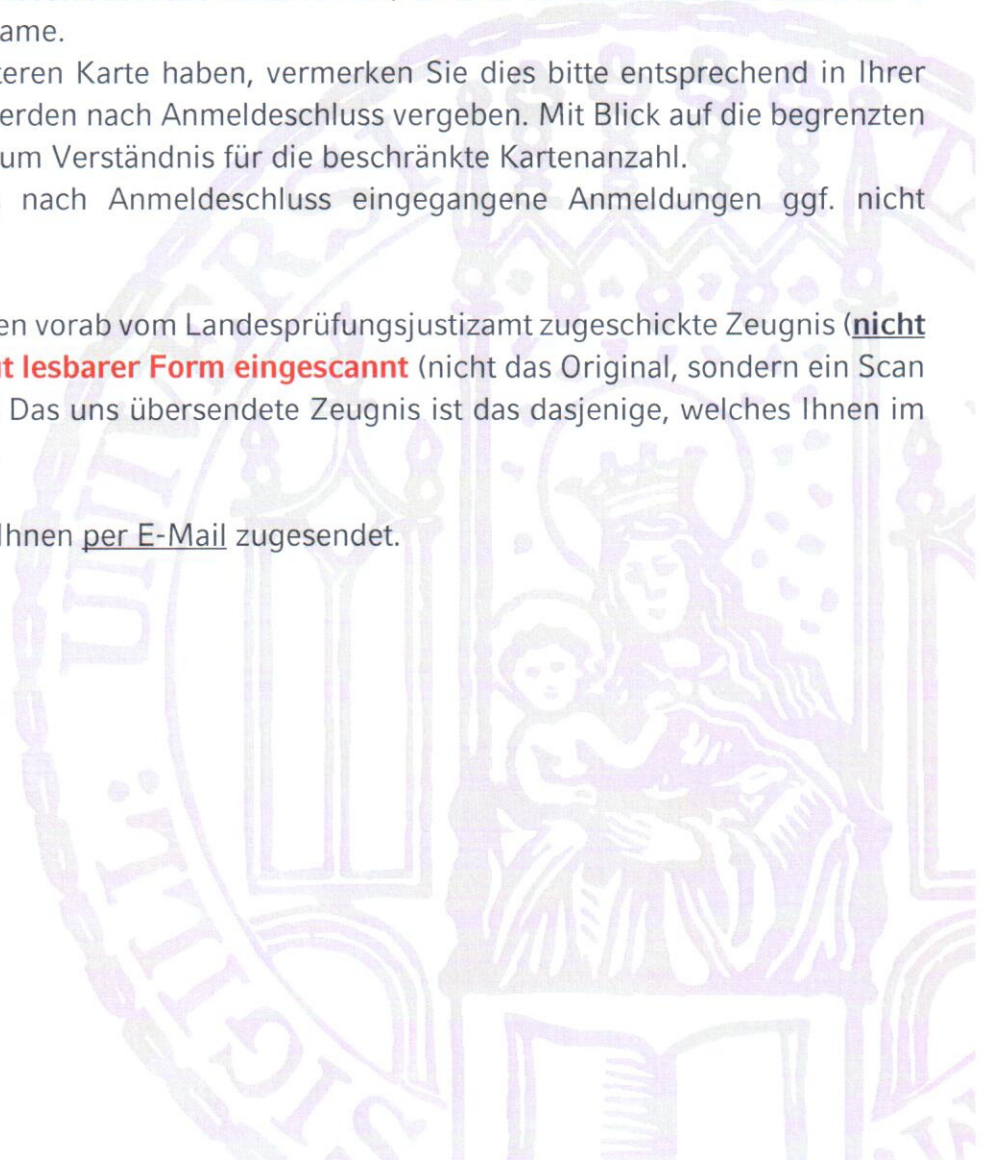 ame.
teren Karte haben, vermerken Sie dies bitte entsprechend in Ihrer
erden nach Anmeldeschluss vergeben. Mit Blick auf die begrenzten
um Verständnis für die beschränkte Kartenanzahl.
nach Anmeldeschluss eingegangene Anmeldungen ggf. nicht
en vorab vom Landesprüfungsjustizamt zugeschickte Zeugnis (nicht
t lesbarer Form eingescannt (nicht das Original, sondern ein Scan
Das uns übersendete Zeugnis ist das dasjenige, welches Ihnen im
Ihnen per E-Mail zugesendet.
SIGILL: UNIVERSITA